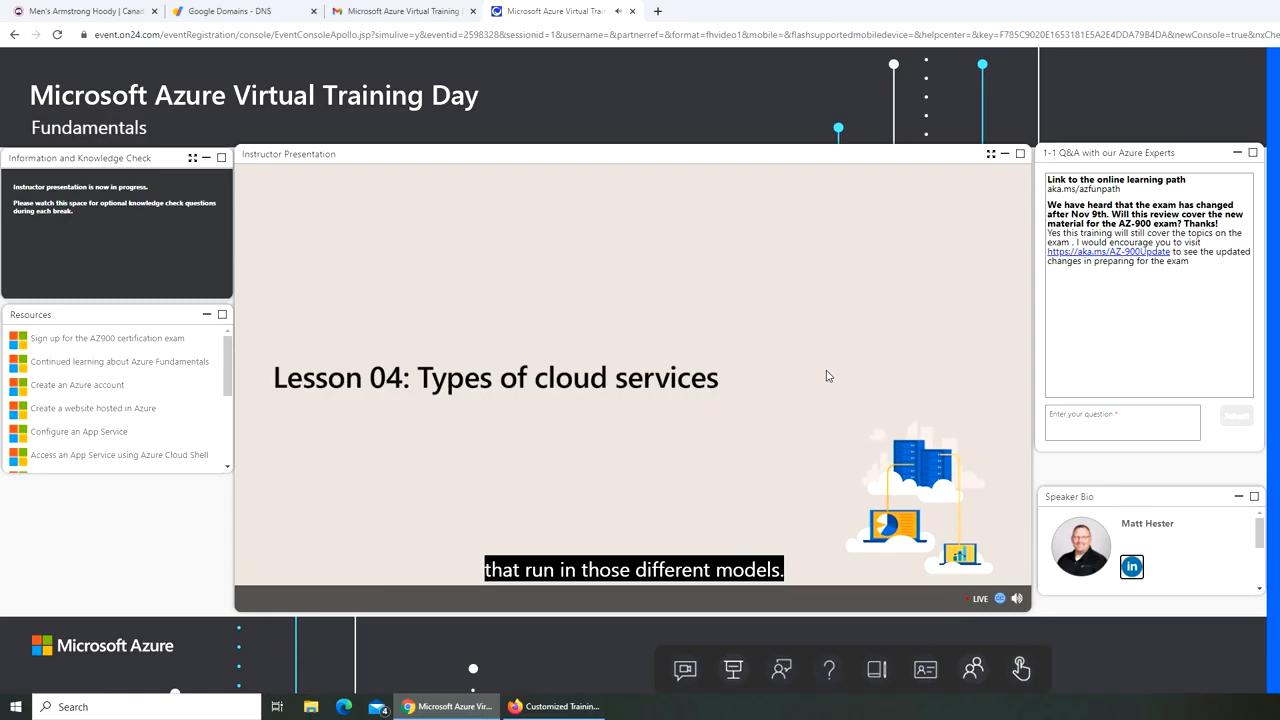 Men's Armstrong Hoody | Canad
Google Domains - DNS
Microsoft Azure Virtual Training
Microsoft Azure Virtual Train
event.on24.com/eventRegistration/console/EventConsoleApollo.jsp?simulive=y&eventid=2598328&sessionid=1&username=&partnerref=&format=fhvideo1&mobile=&flashsupportedmobiledevice=&helpcenter=&key=F785C9020E1653181E5A2E4DDA79B4DA&newConsole=true&nxChe
Microsoft Azure Virtual Training Day
Fundamentals
Information and Knowledge Check
Instructor presentation is now in progress.
Please watch this space for optional knowledge check questions
during each break.
Resources
Sign up for the AZ900 certification exam
Continued learning about Azure Fundamentals
Create an Azure account
Create a website hosted in Azure
Configure an App Service
Access an App Service using Azure Cloud Shell
Instructor Presentation
Lesson 04: Types of cloud services
that run in those different models.
LIVE
CC
1-1 Q&A with our Azure Experts
Link to the online learning path
aka.ms/azfunpath
We have heard that the exam has changed
after Nov 9th. Will this review cover the new
material for the AZ-900 exam? Thanks!
Yes this training will still cover the topics on the
exam , I would encourage you to visit
https://aka.ms/AZ-900Update to see the updated
changes in preparing for the exam
Enter your question *
Submit
Speaker Bio
Matt Hester
in
Microsoft Azure
Search
4
Microsoft Azure Vir...
Customized Trainin...